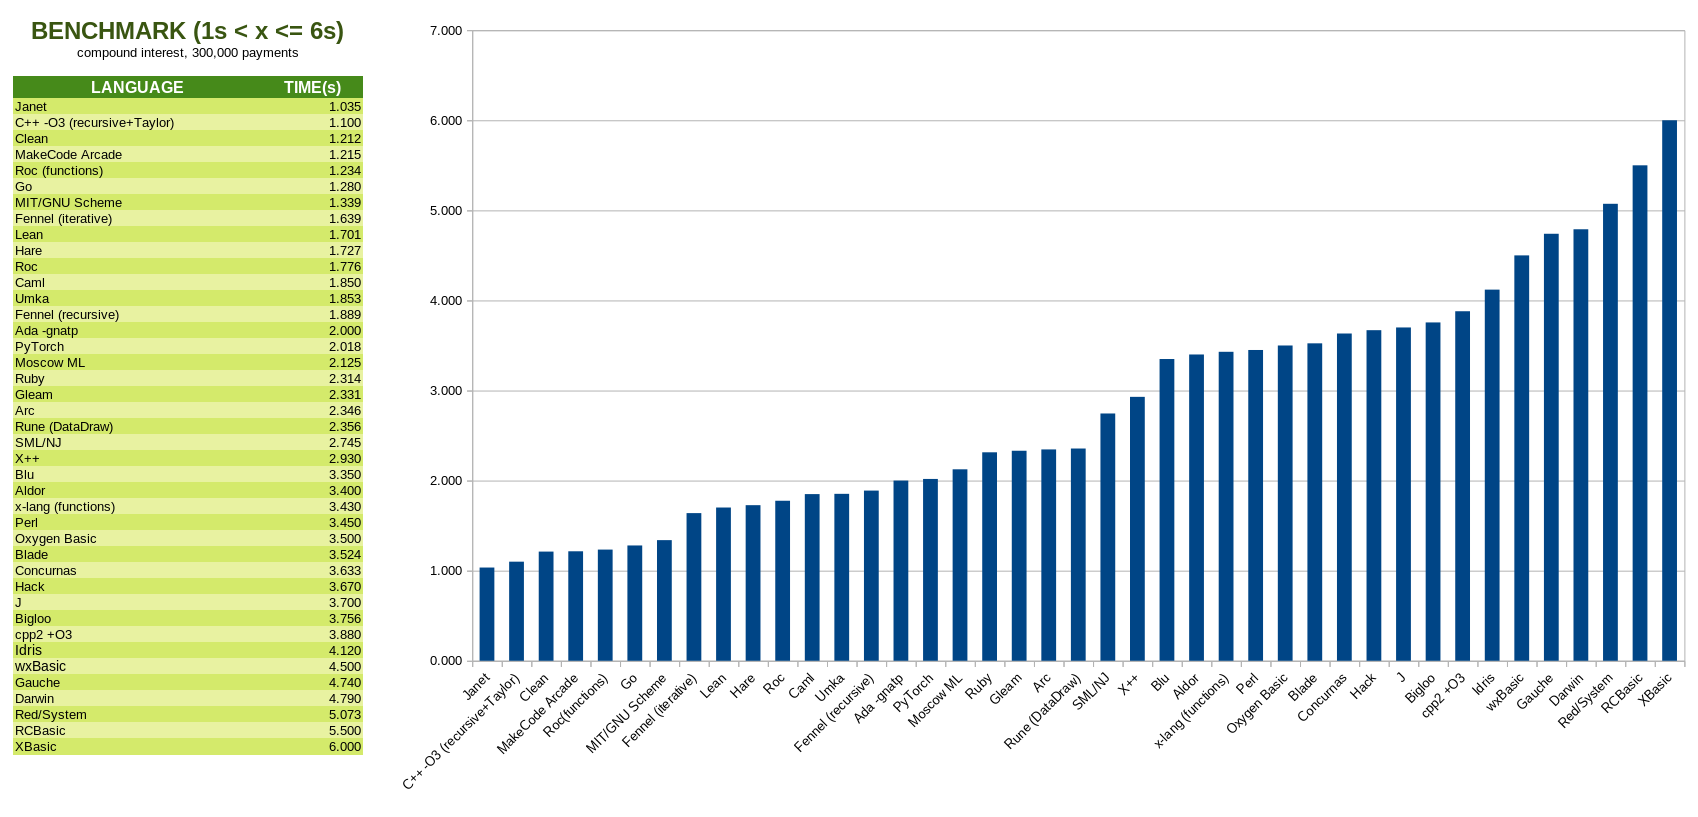 BENCHMARK (1s < x <= 6s)
compound interest, 300,000 payments
LANGUAGE TIME(s)
Janet 1.035
C++ -O3 (recursive+Taylor) 1.100
Clean 1.212
MakeCode Arcade 1.215
Roc (functions) 1.234
Go 1.280
MIT/GNU Scheme 1.339
Fennel (iterative) 1.639
Lean 1.701
Hare 1.727
Roc 1.776
Caml 1.850
Umka 1.853
Fennel (recursive) 1.889
Ada -gnatp 2.000
PyTorch 2.018
Moscow ML 2.125
Ruby 2.314
Gleam 2.331
Arc 2.346
Rune (DataDraw) 2.356
SML/NJ 2.745
X++ 2.930
Blu 3.350
Aldor 3.400
x-lang (functions) 3.430
Perl 3.450
Oxygen Basic 3.500
Blade 3.524
Concurnas 3.633
Hack 3.670
J 3.700
Bigloo 3.756
cpp2 +O3 3.880
Idris 4.120
wxBasic 4.500
Gauche 4.740
Darwin 4.790
Red/System 5.073
RCBasic 5.500
XBasic 6.000
7.000
6.000
5.000
4.000
3.000
2.000
1.000
0.000
Janet
C++ -O3 (recursive+Taylor)
Clean
MakeCode Arcade
Roc(functions)
Go
MIT/GNU Scheme
Fennel (iterative)
Lean
Hare
Roc
Caml
Umka
Fennel (recursive)
Ada -gnatp
PyTorch
Moscow ML
Ruby
Gleam
Arc
Rune (DataDraw)
SML/NJ
X++
Blu
Aldor
x-lang (functions)
Perl
Oxygen Basic
Blade
Concurnas
Hack
J
Bigloo
cpp2 +O3
Idris
wxBasic
Gauche
Darwin
Red/System
RCBasic
XBasic